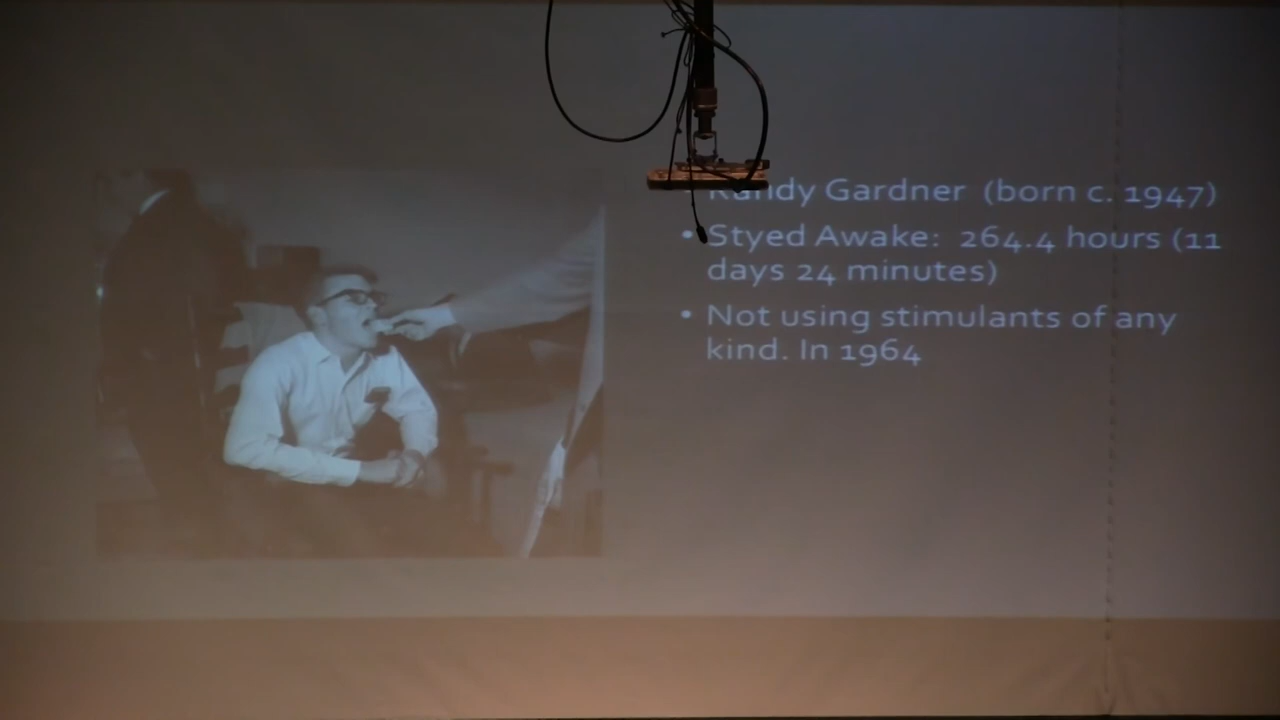 Randy Gardner (born c. 1947)
• Styed Awake: 264.4 hours (11
days 24 minutes)
• Not using stimulants of any
kind. In 1964